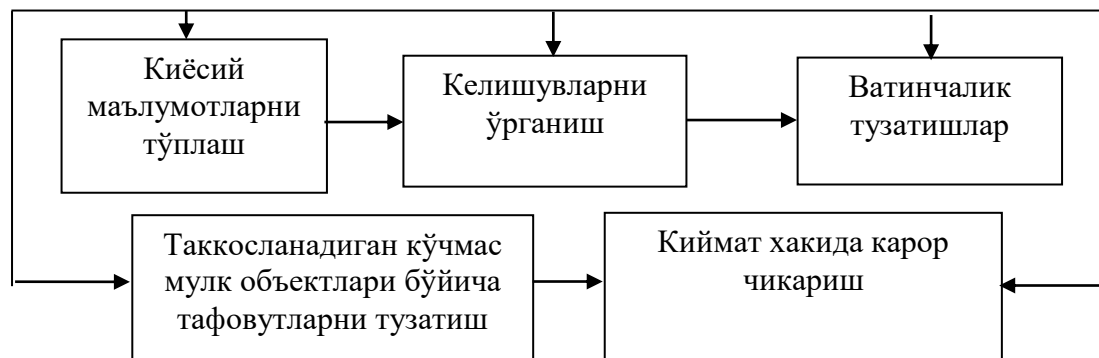 Киёсий
маълумотларни
тўплаш
Келишувларни
ўрганиш
Ватинчалик
тузатишлар
Таккосланадиган кўчмас
мулк объектлари бўйича
тафовутларни тузатиш
Киймат хакида карор
чикариш